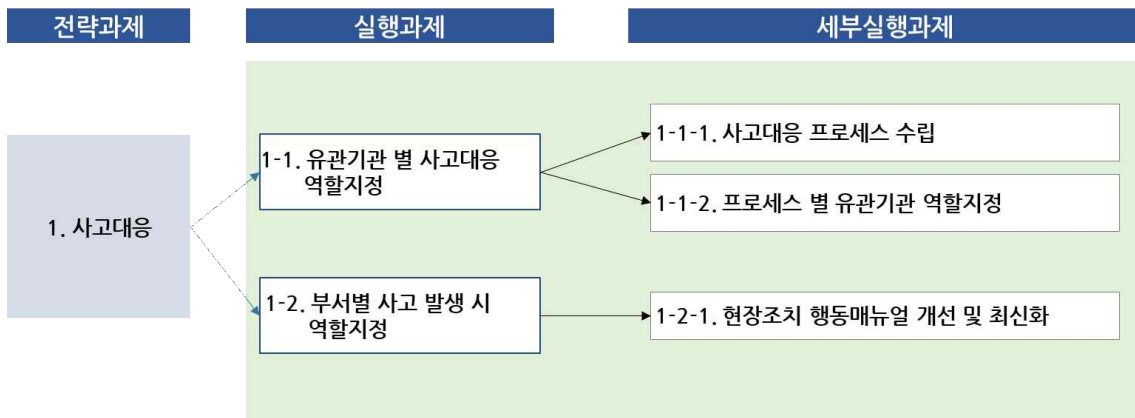 전략과제
실행과제
세부실행과제
1. 사고대응
1-1. 유관기관 별 사고대응
역할지정
1-1-1. 사고대응 프로세스 수립
1-1-2. 프로세스 별 유관기관 역할지정
1-2. 부서별 사고 발생 시
역할지정
1-2-1. 현장조치 행동매뉴얼 개선 및 최신화